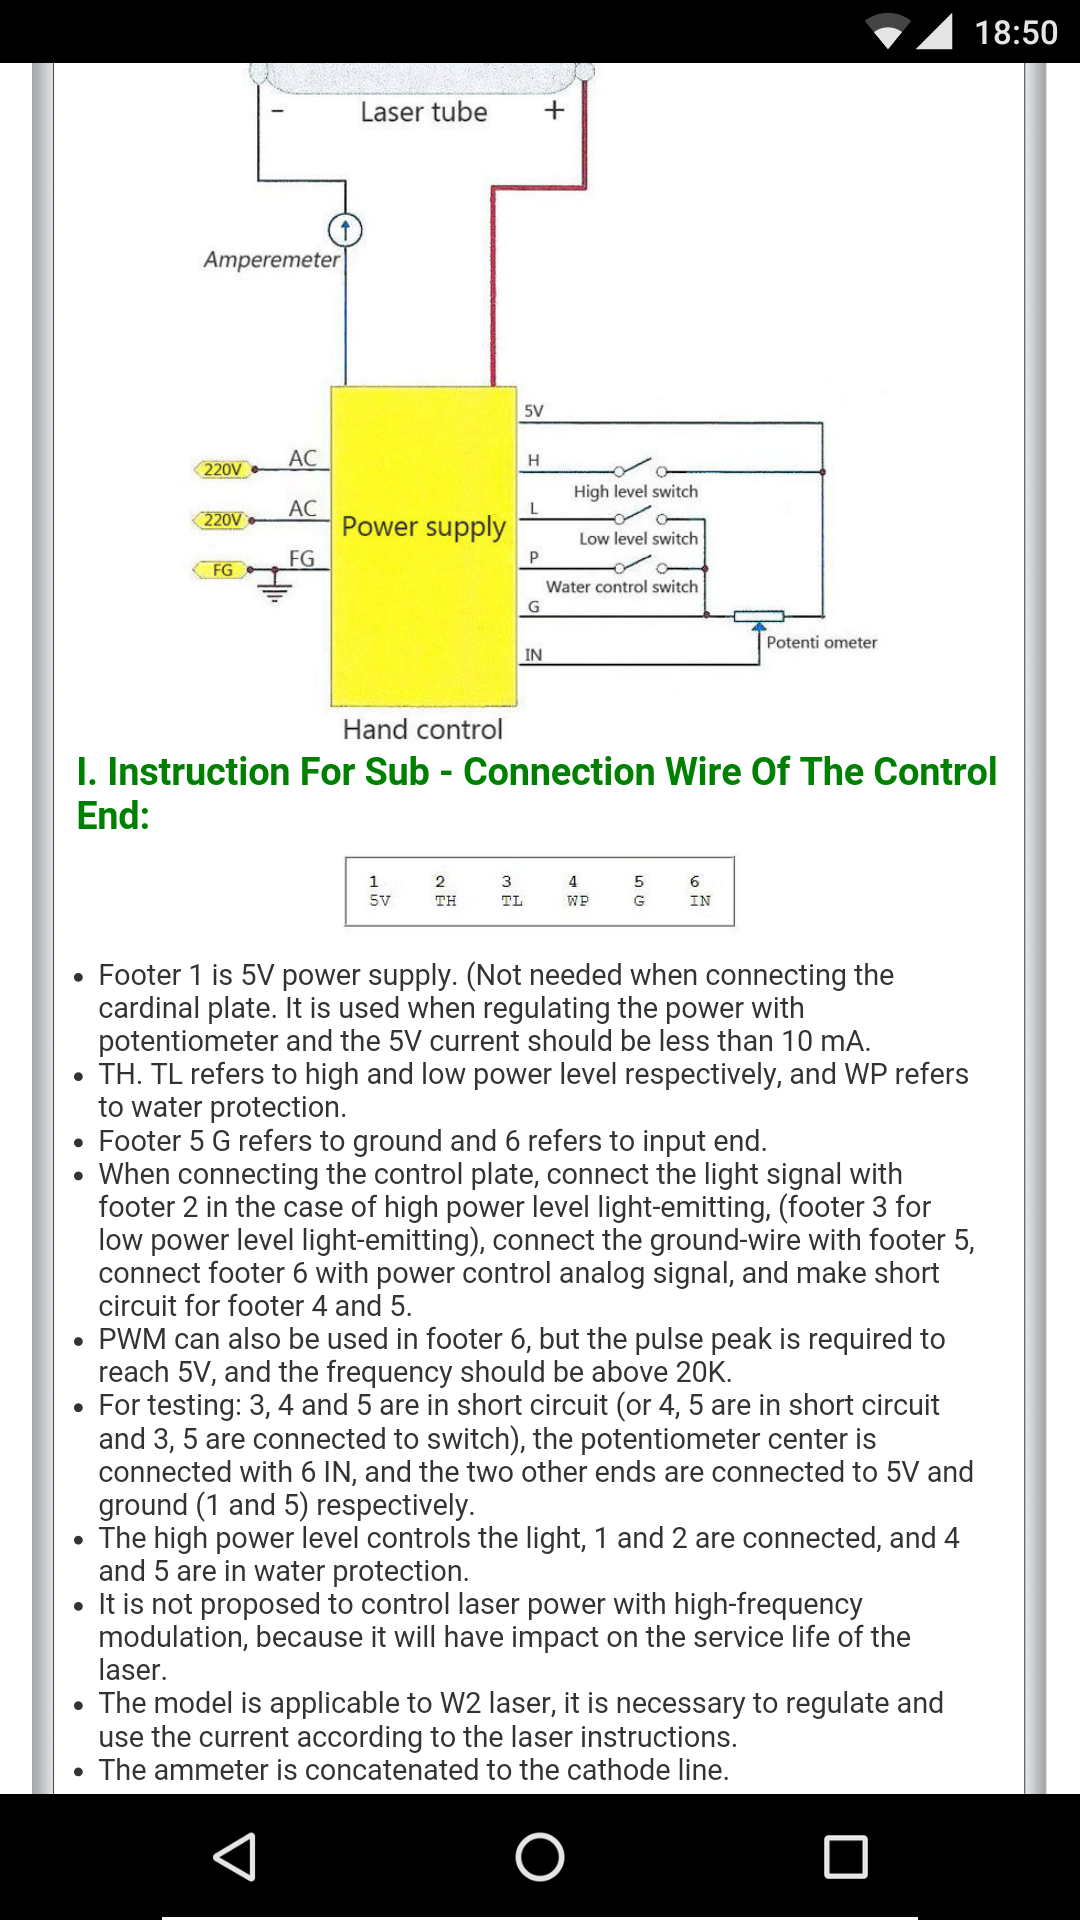 18:50
- Laser tube +
Amperemeter
5V
220V AC
H
High level switch
220V AC
L
Power supply
Low level switch
FG FG
P
Water control switch
G
Potenti ometer
IN
Hand control
I. Instruction For Sub - Connection Wire Of The Control
End:
1 2 3 4 5 6
5V TH TL WP G IN
• Footer 1 is 5V power supply. (Not needed when connecting the
cardinal plate. It is used when regulating the power with
potentiometer and the 5V current should be less than 10 mA.
• TH. TL refers to high and low power level respectively, and WP refers
to water protection.
• Footer 5 G refers to ground and 6 refers to input end.
• When connecting the control plate, connect the light signal with
footer 2 in the case of high power level light-emitting, (footer 3 for
low power level light-emitting), connect the ground-wire with footer 5,
connect footer 6 with power control analog signal, and make short
circuit for footer 4 and 5.
• PWM can also be used in footer 6, but the pulse peak is required to
reach 5V, and the frequency should be above 20K.
• For testing: 3, 4 and 5 are in short circuit (or 4, 5 are in short circuit
and 3, 5 are connected to switch), the potentiometer center is
connected with 6 IN, and the two other ends are connected to 5V and
ground (1 and 5) respectively.
• The high power level controls the light, 1 and 2 are connected, and 4
and 5 are in water protection.
• It is not proposed to control laser power with high-frequency
modulation, because it will have impact on the service life of the
laser.
• The model is applicable to W2 laser, it is necessary to regulate and
use the current according to the laser instructions.
• The ammeter is concatenated to the cathode line.